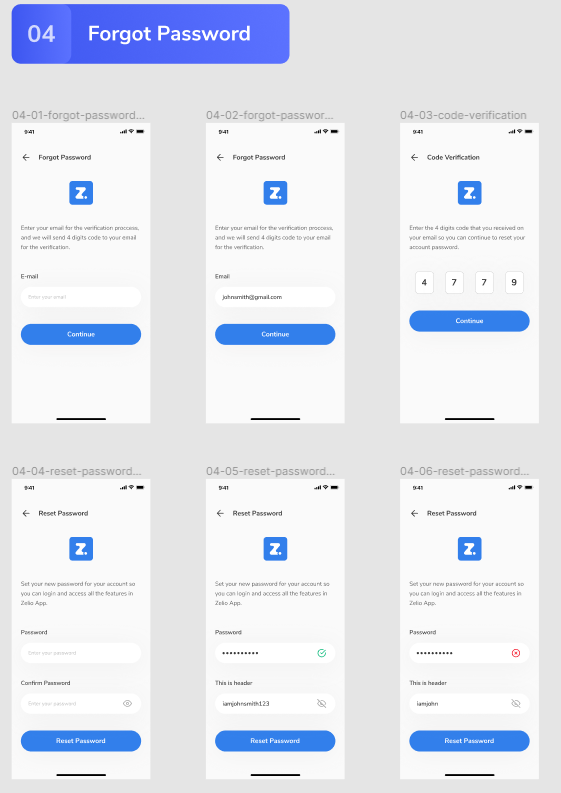 04 Forgot Password
04-01-forgot-password...
9:41
Forgot Password
Z.
Enter your email for the verification proccess,
and we will send 4 digits code to your email
for the verification.
E-mail
Enter your email
Continue
04-02-forgot-passwor...
9:41
Forgot Password
Z.
Enter your email for the verification proccess,
and we will send 4 digits code to your email
for the verification.
Email
johnsmith@gmail.com
Continue
04-03-code-verification
9:41
Code Verification
Z.
Enter the 4 digits code that you received on
your email so you can continue to reset your
account password.
4 7 7 9
Continue
04-04-reset-password...
9:41
Reset Password
Z.
Set your new password for your account so
you can login and access all the features in
Zelio App.
Password
Enter your password
Confirm Password
Enter your password
Reset Password
04-05-reset-password...
9:41
Reset Password
Z.
Set your new password for your account so
you can login and access all the features in
Zelio App.
Password
••••••••••
This is header
iamjohnsmith123
Reset Password
04-06-reset-password...
9:41
Reset Password
Z.
Set your new password for your account so
you can login and access all the features in
Zelio App.
Password
••••••••••
This is header
iamjohn
Reset Password